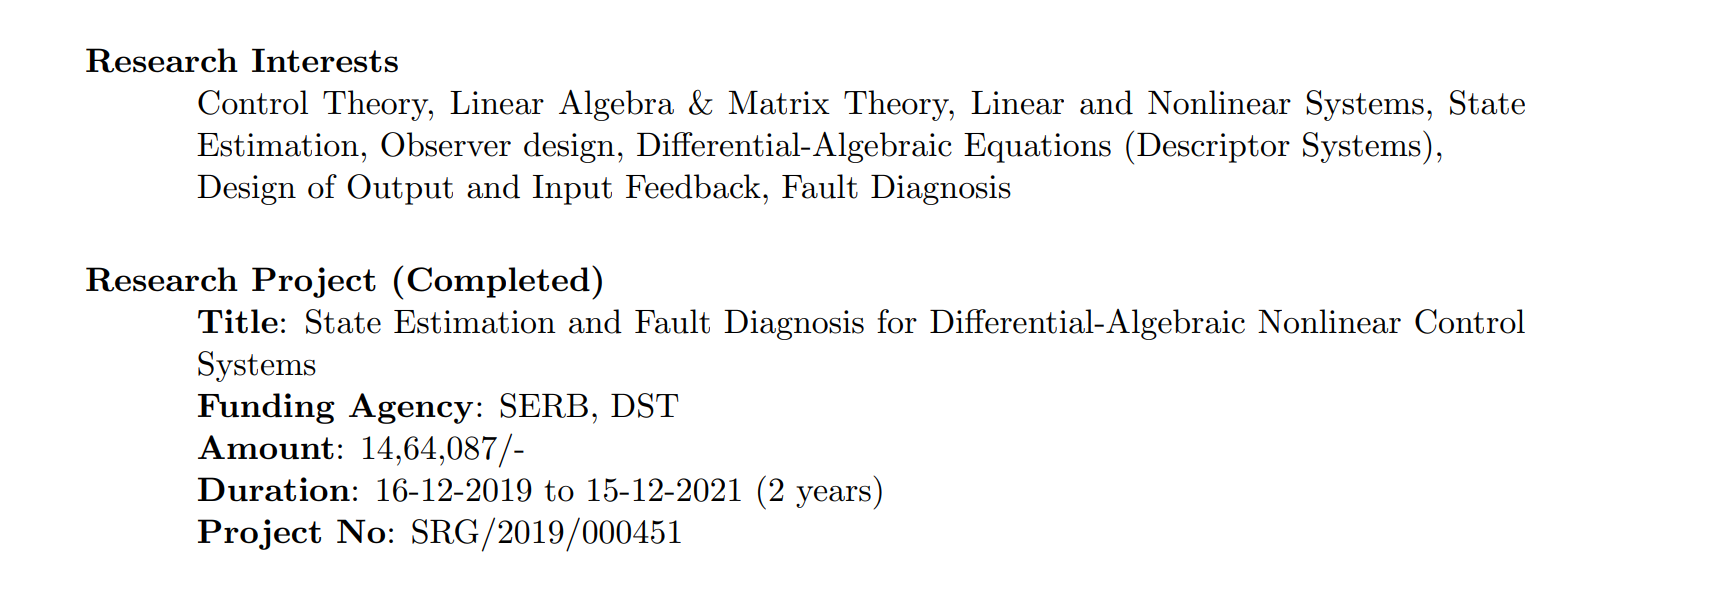 Research Interests
Control Theory, Linear Algebra & Matrix Theory, Linear and Nonlinear Systems, State
Estimation, Observer design, Differential-Algebraic Equations (Descriptor Systems),
Design of Output and Input Feedback, Fault Diagnosis
Research Project (Completed)
Title: State Estimation and Fault Diagnosis for Differential-Algebraic Nonlinear Control
Systems
Funding Agency: SERB, DST
Amount: 14,64,087/-
Duration: 16-12-2019 to 15-12-2021 (2 years)
Project No: SRG/2019/000451